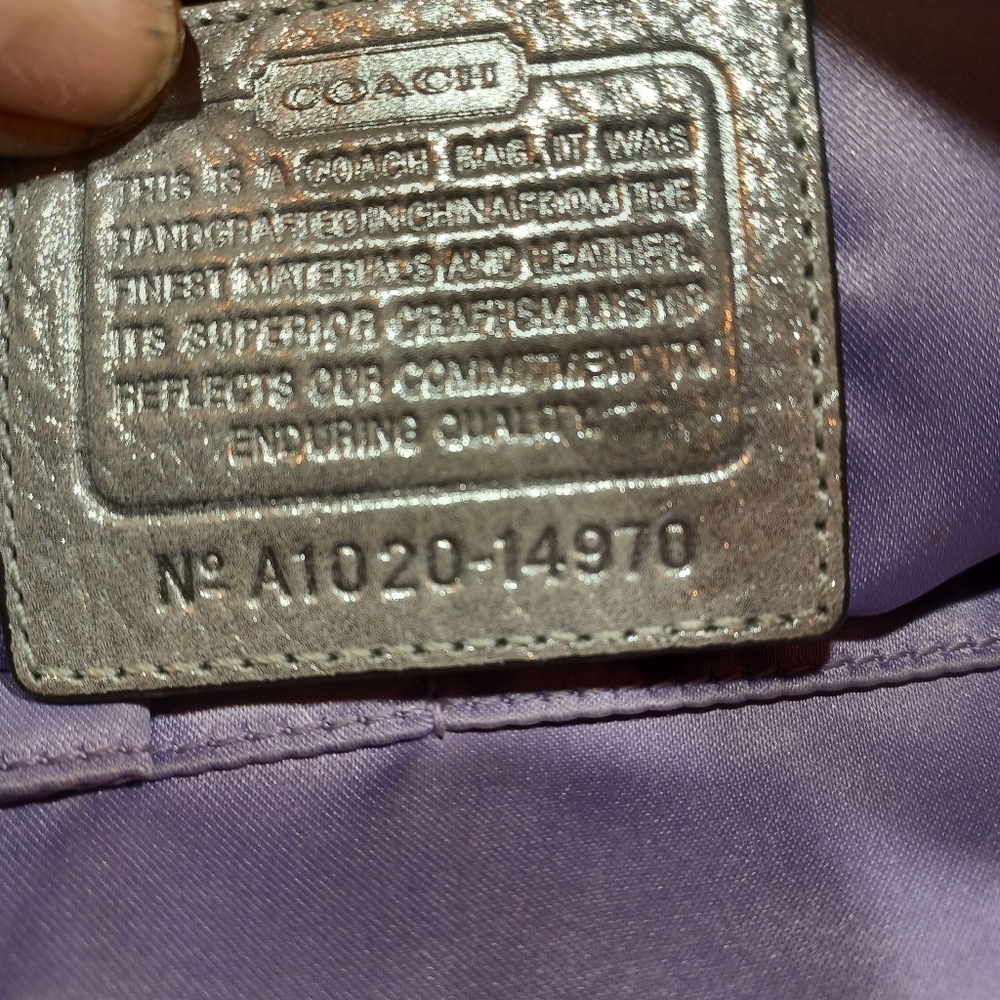 COACH
THIS IS A COACH BAG. IT WAS
HANDCRAFTED IN CHINA FROM THE
FINEST MATERIALS AND LEATHER.
ITS SUPERIOR CRAFTSMANSHIP
REFLECTS OUR COMMITMENT TO
ENDURING QUALITY.
Nº A1020-14970